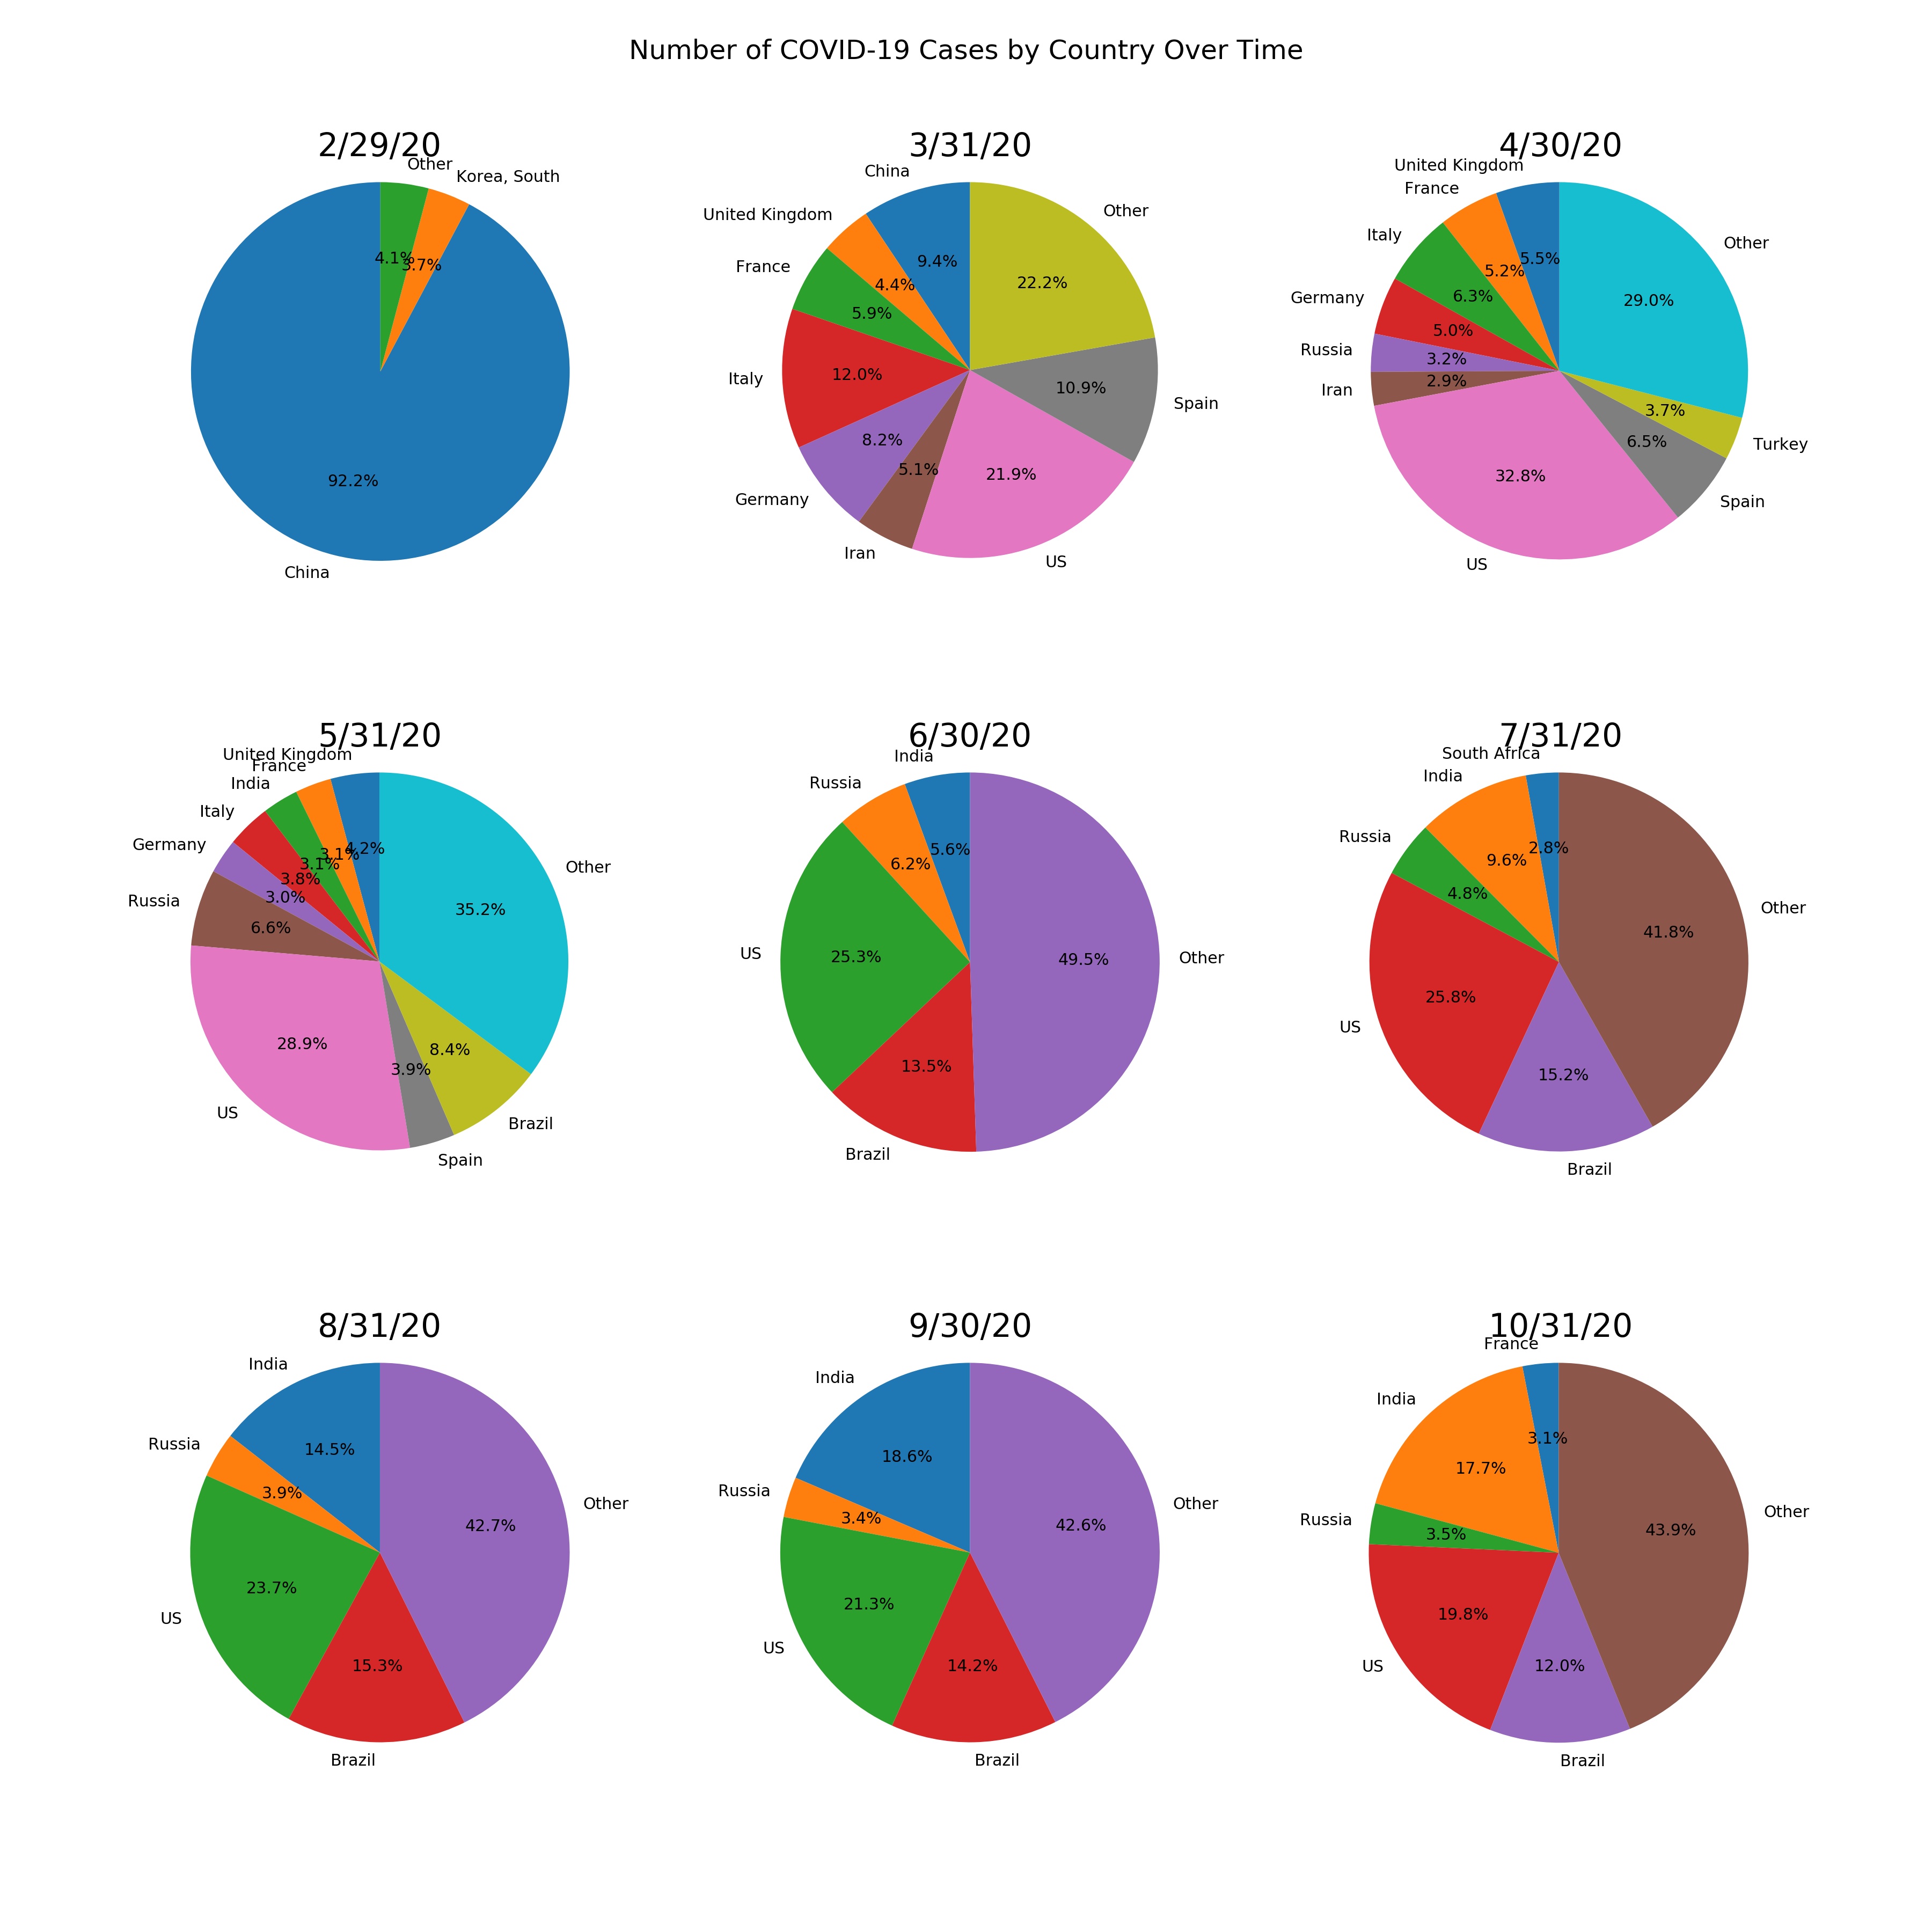 Number of COVID-19 Cases by Country Over Time
2/29/20
Other
Korea, South
4.1%
3.7%
92.2%
China
3/31/20
China
Other
United Kingdom
France
9.4%
22.2%
4.4%
5.9%
Italy
12.0%
10.9%
Spain
8.2%
5.1%
21.9%
Germany
Iran
US
4/30/20
United Kingdom
France
Italy
Other
5.5%
5.2%
6.3%
29.0%
Germany
5.0%
Russia
3.2%
Iran
2.9%
3.7%
6.5%
Turkey
32.8%
Spain
US
5/31/20
United Kingdom
France
India
Italy
Germany
Other
4.2%
3.1%
3.1%
3.8%
3.0%
Russia
6.6%
35.2%
28.9%
8.4%
3.9%
US
Brazil
Spain
6/30/20
India
Russia
5.6%
6.2%
US
25.3%
49.5%
Other
13.5%
Brazil
7/31/20
South Africa
India
Russia
2.8%
9.6%
4.8%
Other
41.8%
25.8%
US
15.2%
Brazil
8/31/20
India
Russia
14.5%
3.9%
Other
42.7%
23.7%
US
15.3%
Brazil
9/30/20
India
18.6%
Russia
3.4%
Other
42.6%
21.3%
US
14.2%
Brazil
10/31/20
France
India
3.1%
17.7%
Russia
3.5%
Other
43.9%
19.8%
US
12.0%
Brazil